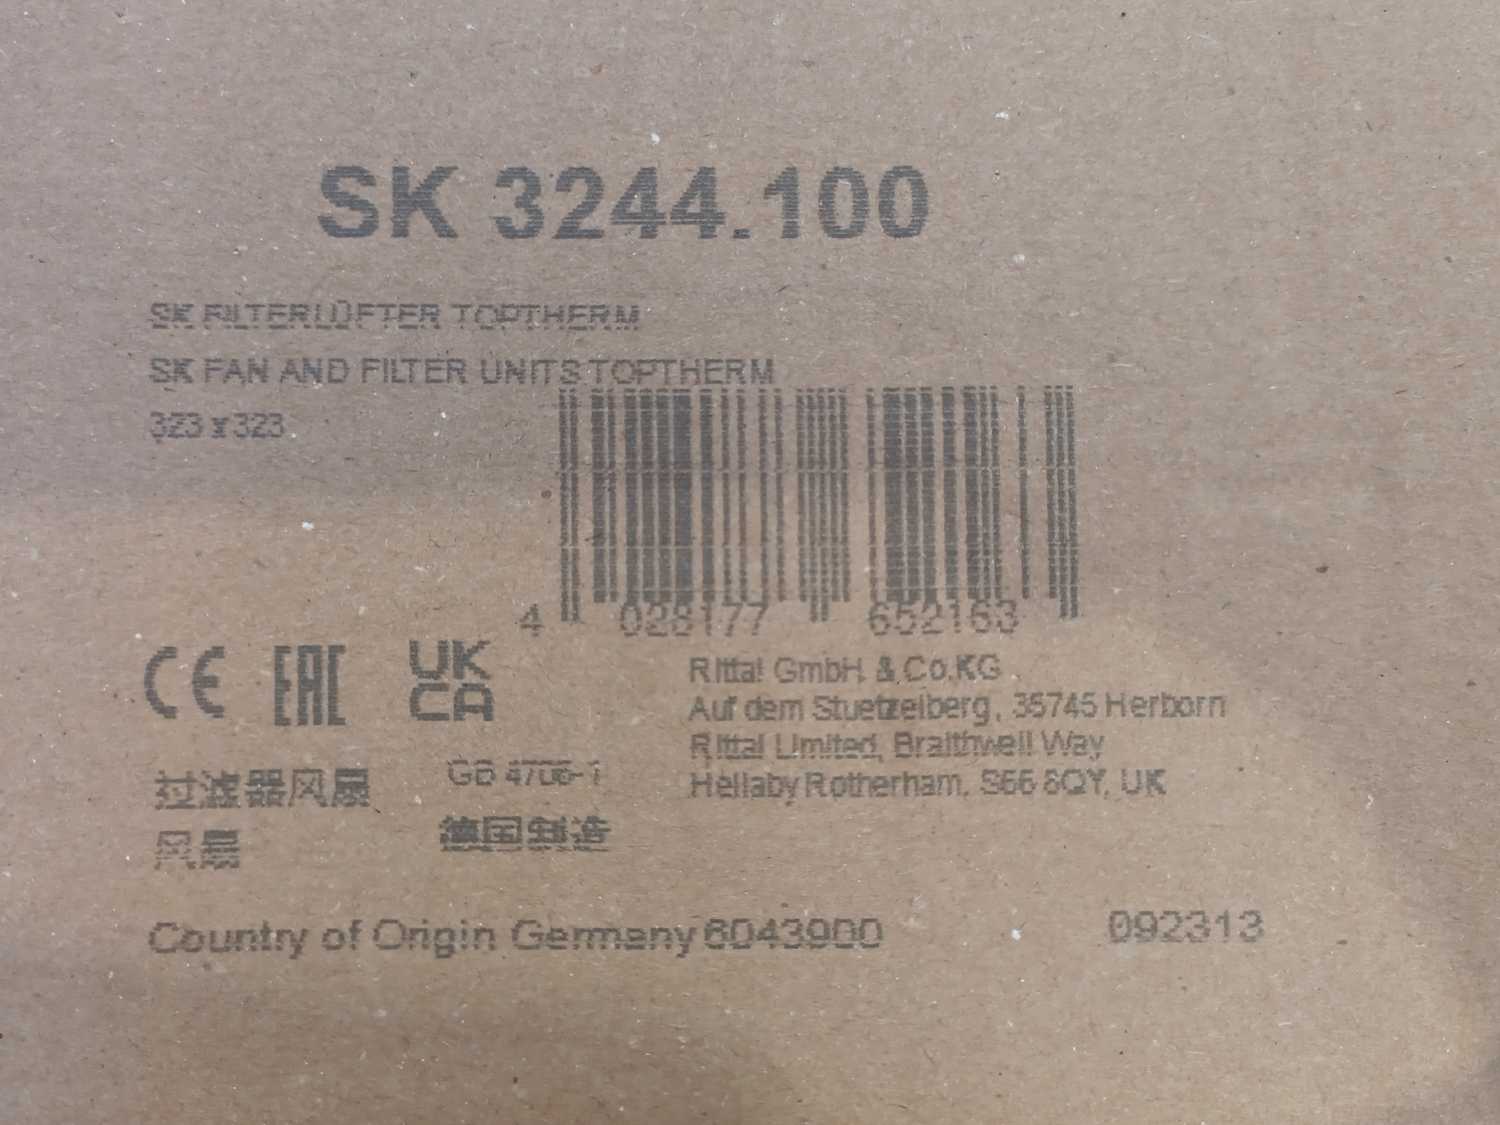 SK 3244.100
SK FILTERLÜFTER TOPTHERM
SK FAN AND FILTER UNITS TOPTHERM
323 x 323
4 028177 652163
CE EAC UK CA
Rittal GmbH & Co.KG
Auf dem Stuetzelberg, 35745 Herborn
Rittal Limited, Braithwell Way
Hellaby Rotherham, S66 8QY, UK
过滤器风扇
GB 4706-1
风扇
德国制造
Country of Origin Germany 6043900
092313